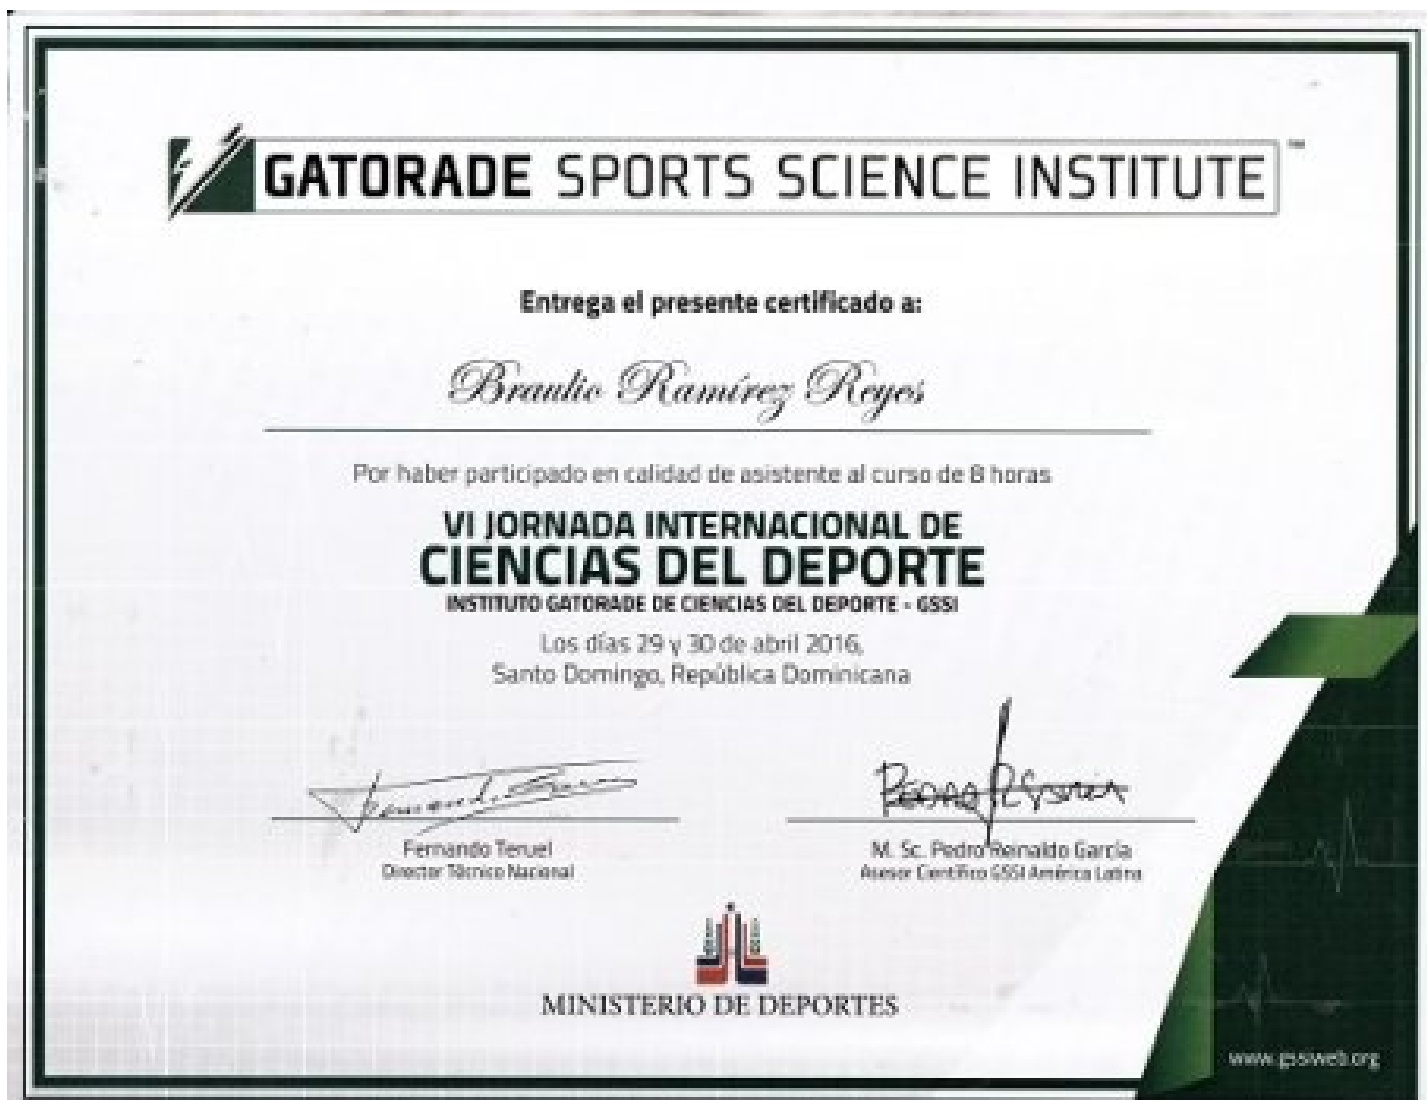 GATORADE SPORTS SCIENCE INSTITUTE ™
Entrega el presente certificado a:
Braulio Ramírez Reyes
Por haber participado en calidad de asistente al curso de 8 horas
VI JORNADA INTERNACIONAL DE
CIENCIAS DEL DEPORTE
INSTITUTO GATORADE DE CIENCIAS DEL DEPORTE - GSSI
Los días 29 y 30 de abril 2016,
Santo Domingo, República Dominicana
Fernando Teruel
Director Técnico Nacional
M. Sc. Pedro Reinaldo García
Asesor Científico GSSI América Latina
MINISTERIO DE DEPORTES
www.gssiweb.org